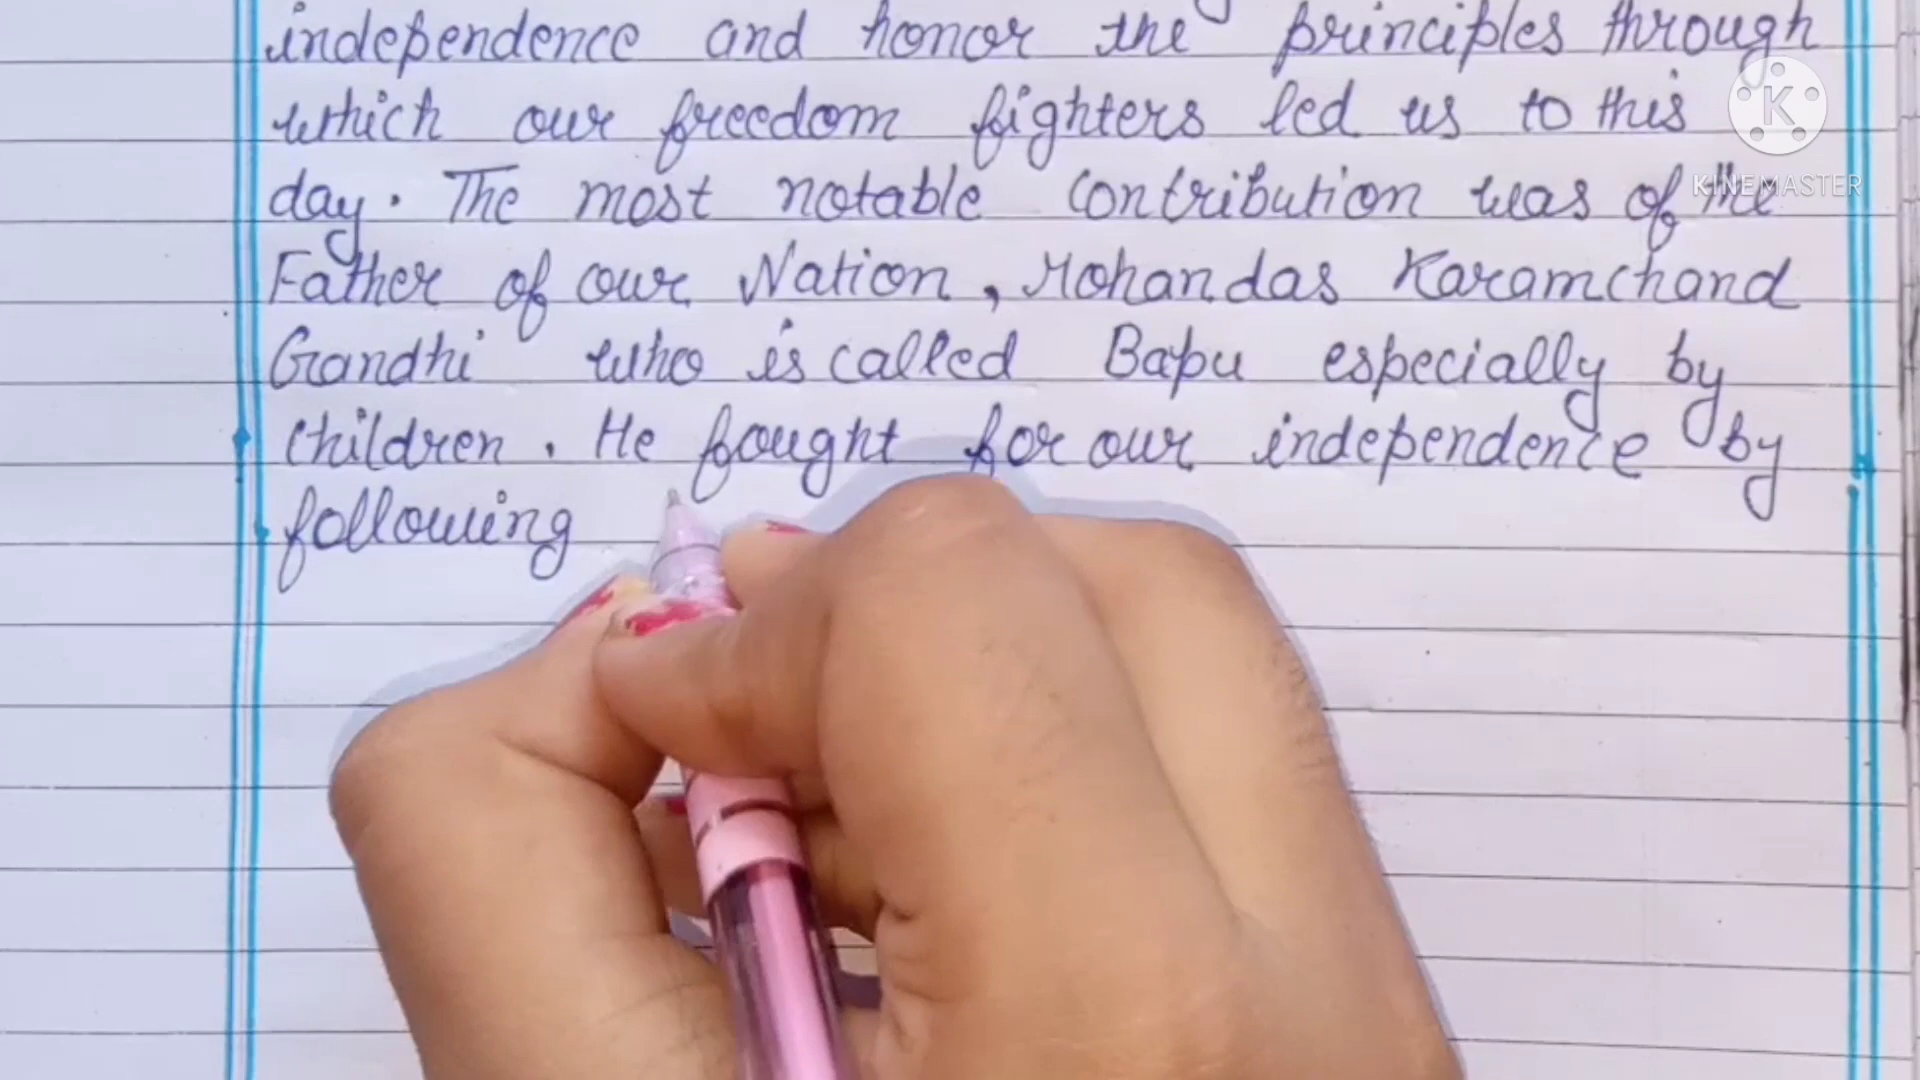 independence and honor the principles through
which our freedom fighters led us to this
day. The most notable contribution was of the
Father of our Nation, Mohandas Karamchand
Gandhi who is called Bapu especially by
children. He fought for our independence by
following
K
KINEMASTER